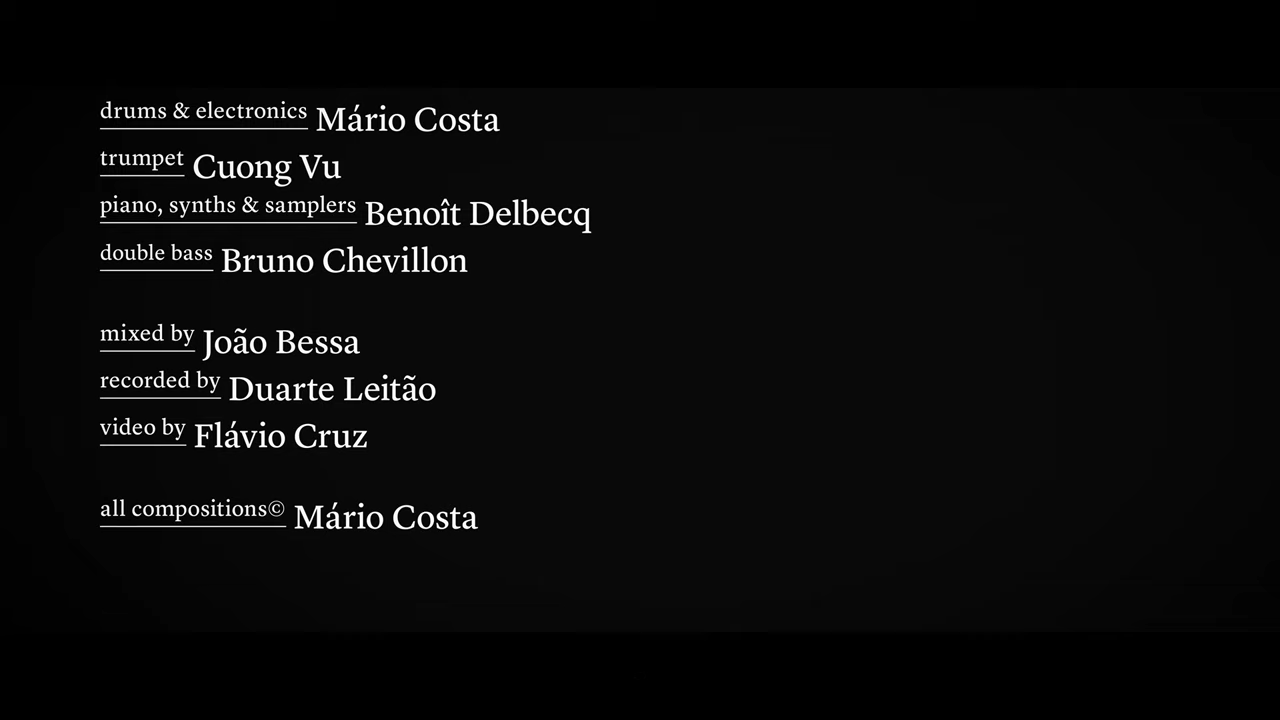 drums & electronics Mário Costa
trumpet Cuong Vu
piano, synths & samplers Benoît Delbecq
double bass Bruno Chevillon
mixed by João Bessa
recorded by Duarte Leitão
video by Flávio Cruz
all compositions© Mário Costa